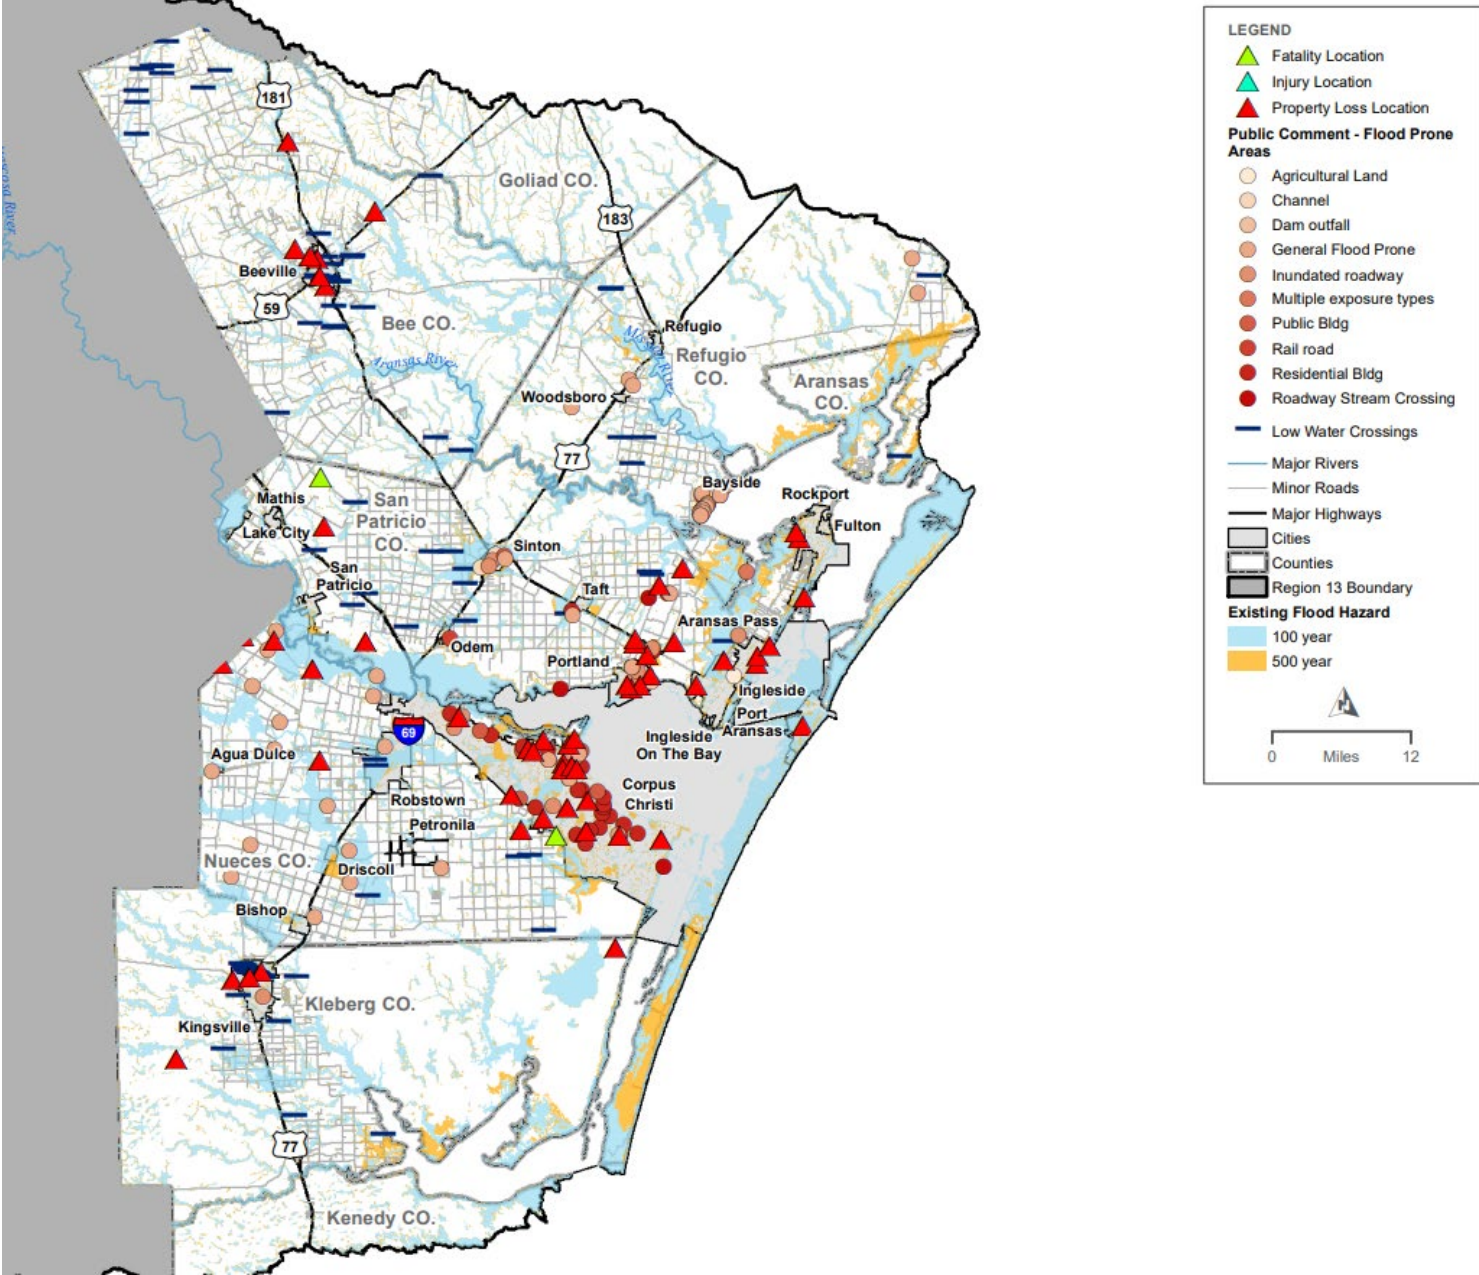 181
Goliad CO.
183
Beeville
59
Bee CO.
Aransas River
Mission River
Refugio
Refugio
CO.
Aransas
CO.
Woodsboro
77
Bayside
Rockport
Fulton
Mathis
San
Patricio
CO.
Lake City
Sinton
San
Patricio
Taft
Aransas Pass
Odem
Portland
Ingleside
Port
Aransas
Ingleside
On The Bay
69
Agua Dulce
Corpus
Christi
Robstown
Petronila
Nueces CO.
Driscoll
Bishop
Kleberg CO.
Kingsville
77
Kenedy CO.
LEGEND
Fatality Location
Injury Location
Property Loss Location
Public Comment - Flood Prone
Areas
Agricultural Land
Channel
Dam outfall
General Flood Prone
Inundated roadway
Multiple exposure types
Public Bldg
Rail road
Residential Bldg
Roadway Stream Crossing
Low Water Crossings
Major Rivers
Minor Roads
Major Highways
Cities
Counties
Region 13 Boundary
Existing Flood Hazard
100 year
500 year
N
0 Miles 12